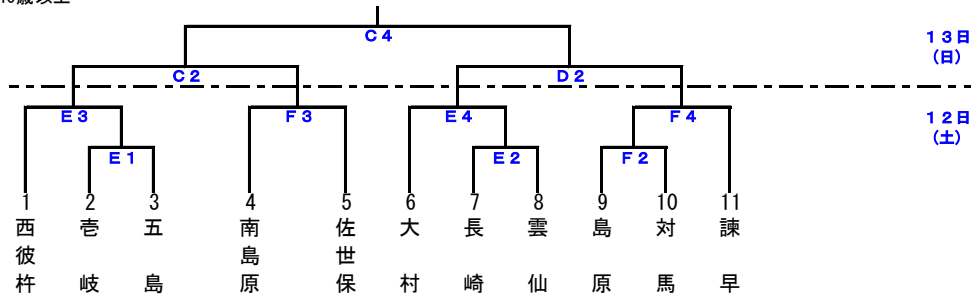 C4
13日
(日)
C2
D2
E3
F3
E4
F4
12日
(土)
E1
E2
F2
1 西彼杵
2 壱岐
3 五島
4 南島原
5 佐世保
6 大村
7 長崎
8 雲仙
9 島原
10 対馬
11 諫早